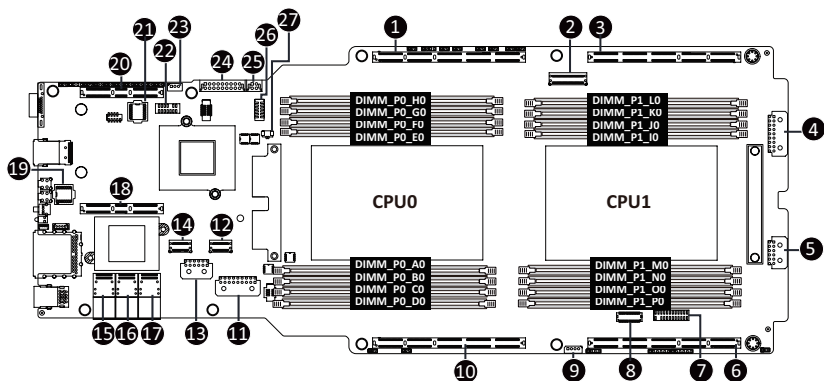 27
23
26
21
22
1
2
3
20
24
25
DIMM_P0_H0
DIMM_P0_G0
DIMM_P0_F0
DIMM_P0_E0
DIMM_P1_L0
DIMM_P1_K0
DIMM_P1_J0
DIMM_P1_I0
4
19
CPU0
CPU1
18
14
12
5
DIMM_P0_A0
DIMM_P0_B0
DIMM_P0_C0
DIMM_P0_D0
DIMM_P1_M0
DIMM_P1_N0
DIMM_P1_O0
DIMM_P1_P0
15
16
17
13
11
10
9
8
7
6